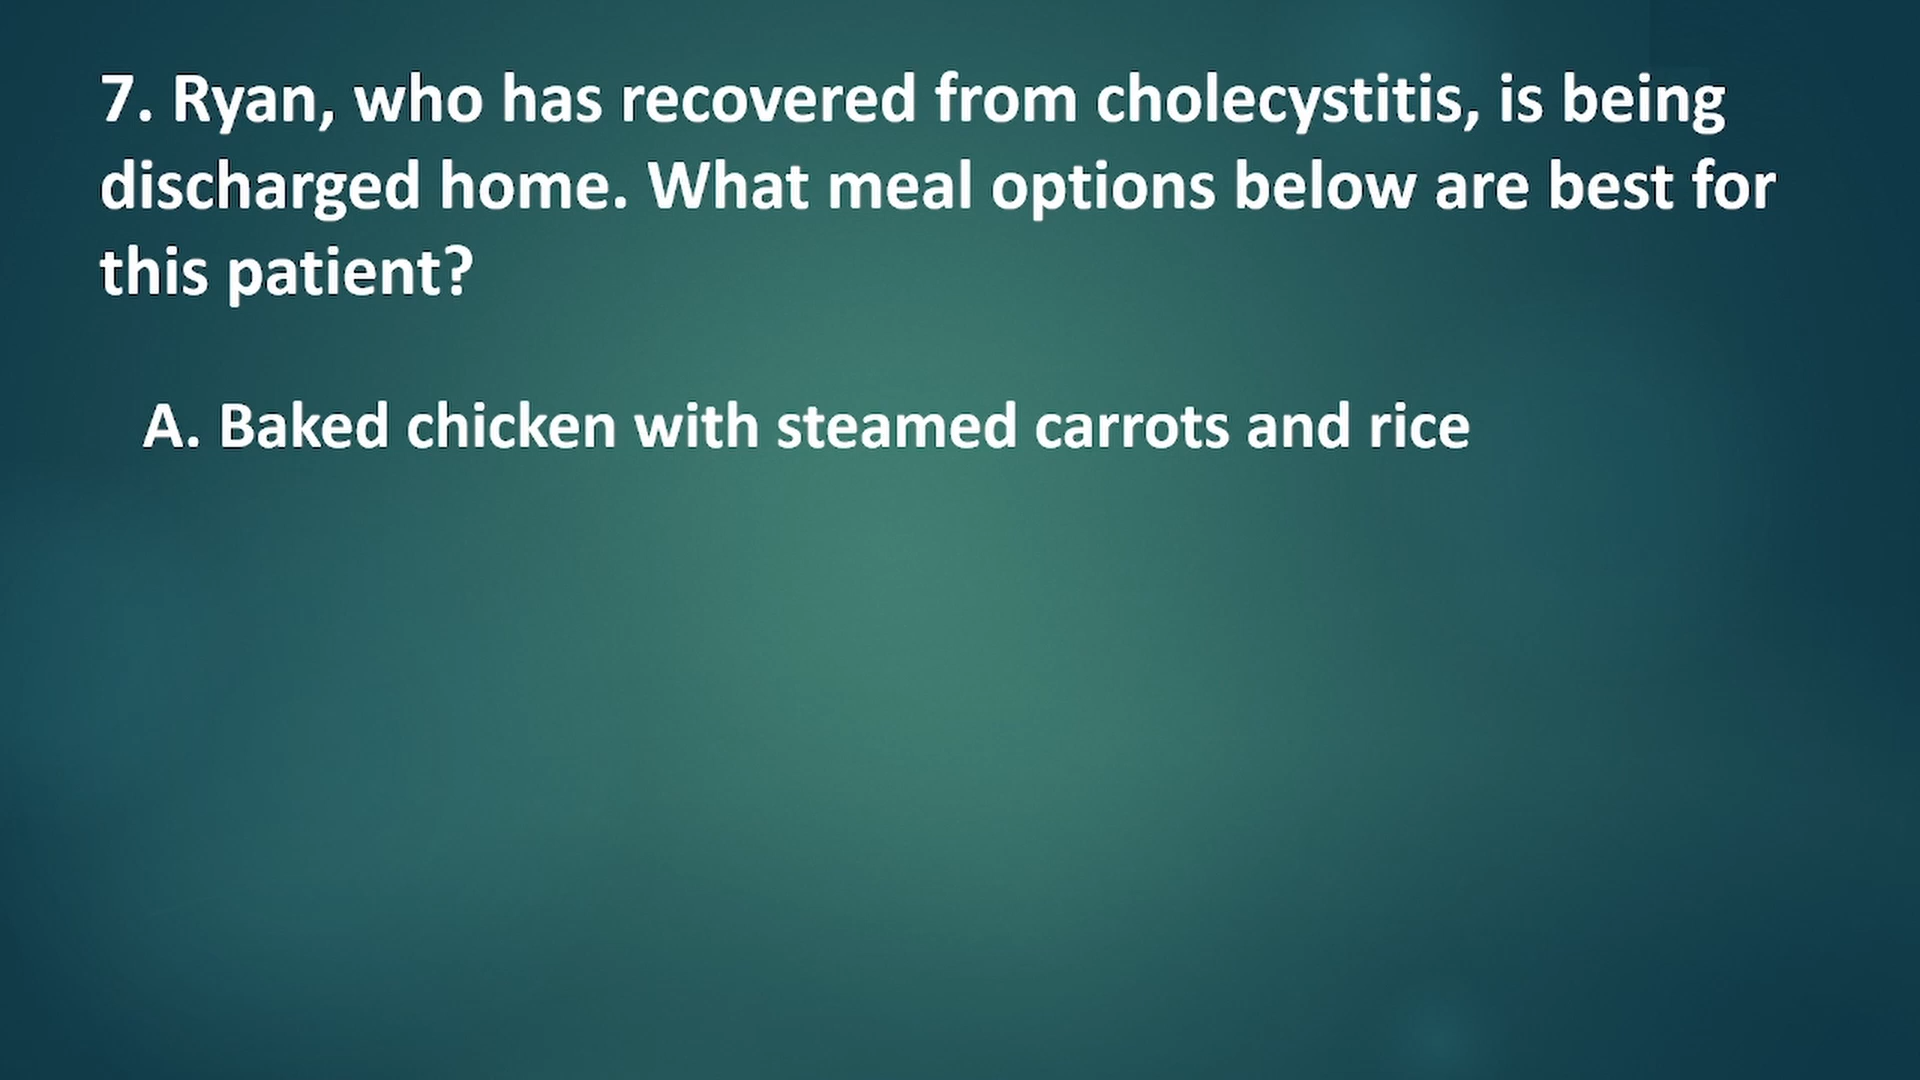 7. Ryan, who has recovered from cholecystitis, is being
discharged home. What meal options below are best for
this patient?
A. Baked chicken with steamed carrots and rice